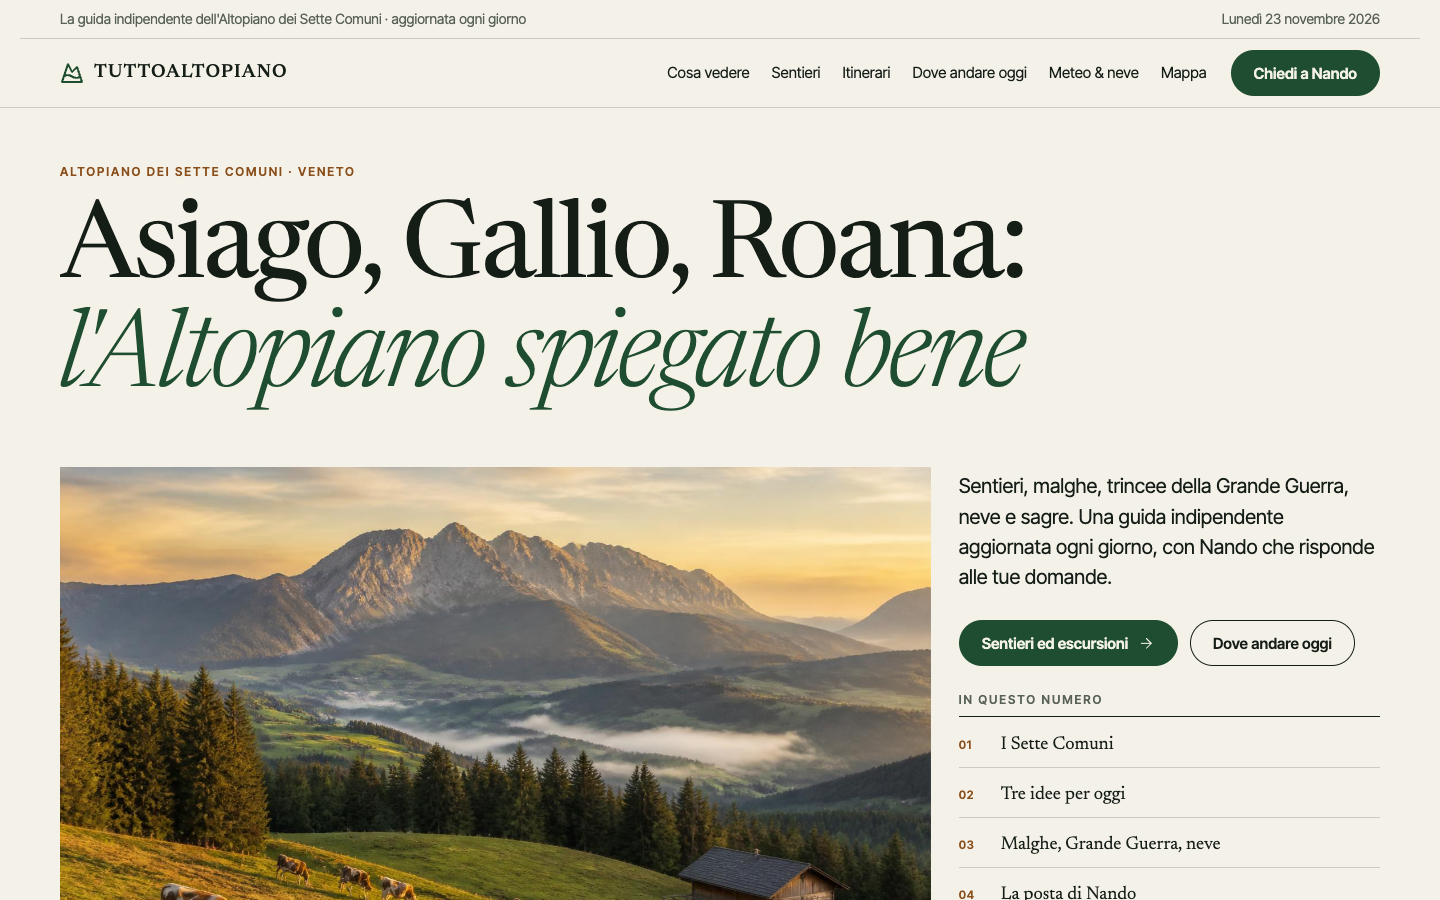 La guida indipendente dell'Altopiano dei Sette Comuni · aggiornata ogni giorno
Lunedì 23 novembre 2026
TUTTOALTOPIANO
Cosa vedere
Sentieri
Itinerari
Dove andare oggi
Meteo & neve
Mappa
Chiedi a Nando
ALTOPIANO DEI SETTE COMUNI · VENETO
Asiago, Gallio, Roana:
l'Altopiano spiegato bene
Sentieri, malghe, trincee della Grande Guerra,
neve e sagre. Una guida indipendente
aggiornata ogni giorno, con Nando che risponde
alle tue domande.
Sentieri ed escursioni →
Dove andare oggi
IN QUESTO NUMERO
01 I Sette Comuni
02 Tre idee per oggi
03 Malghe, Grande Guerra, neve
04 La posta di Nando